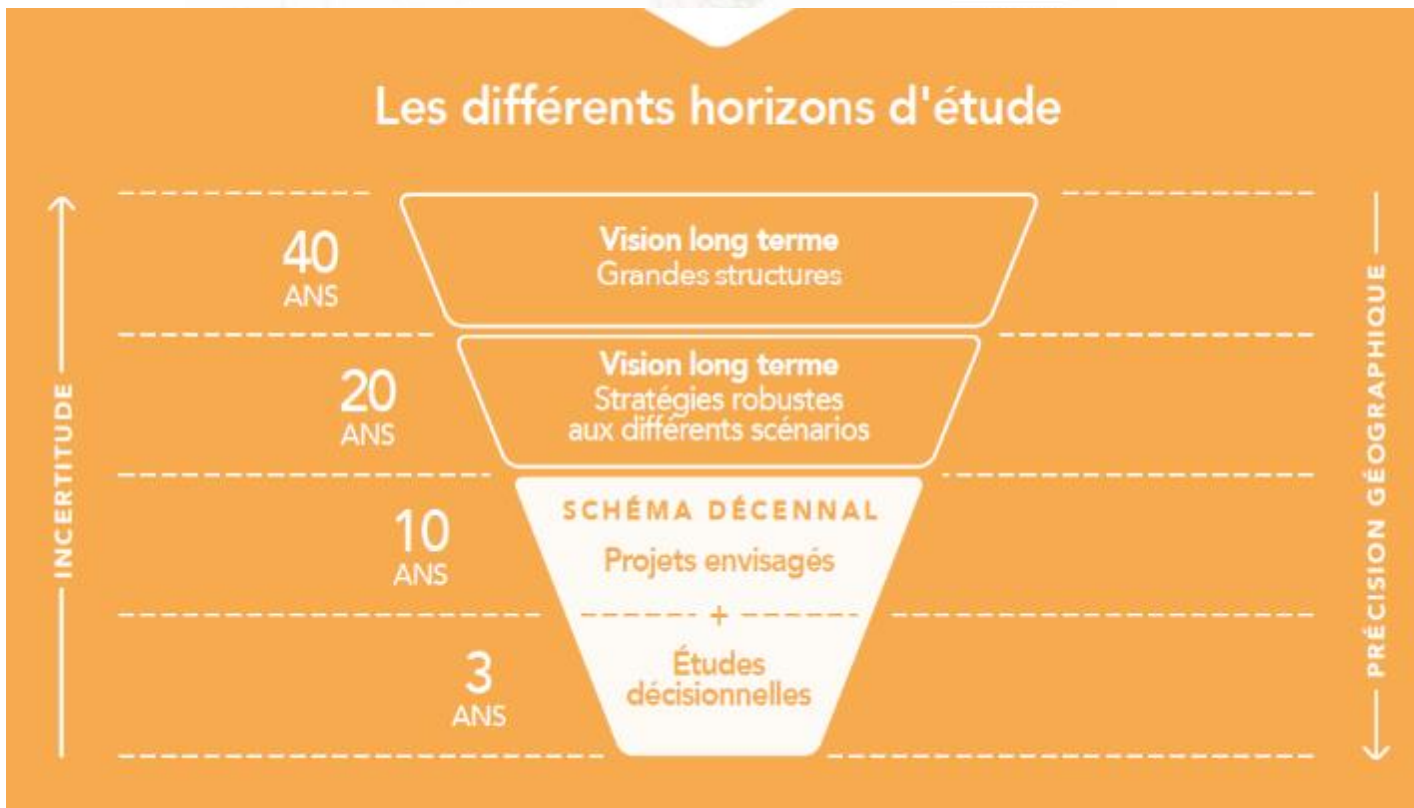 Les différents horizons d'étude
INCERTITUDE
40
ANS
Vision long terme
Grandes structures
20
ANS
Vision long terme
Stratégies robustes
aux différents scénarios
10
ANS
SCHÉMA DÉCENNAL
Projets envisagés
+
3
ANS
Études
décisionnelles
PRÉCISION GÉOGRAPHIQUE